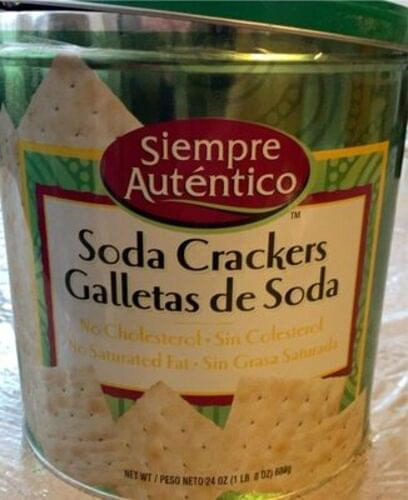 Siempre
Auténtico
TM
Soda Crackers
Galletas de Soda
No Cholesterol • Sin Colesterol
No Saturated Fat • Sin Grasa Saturada
NET WT / PESO NETO 24 OZ (1 LB 8 OZ) 680g